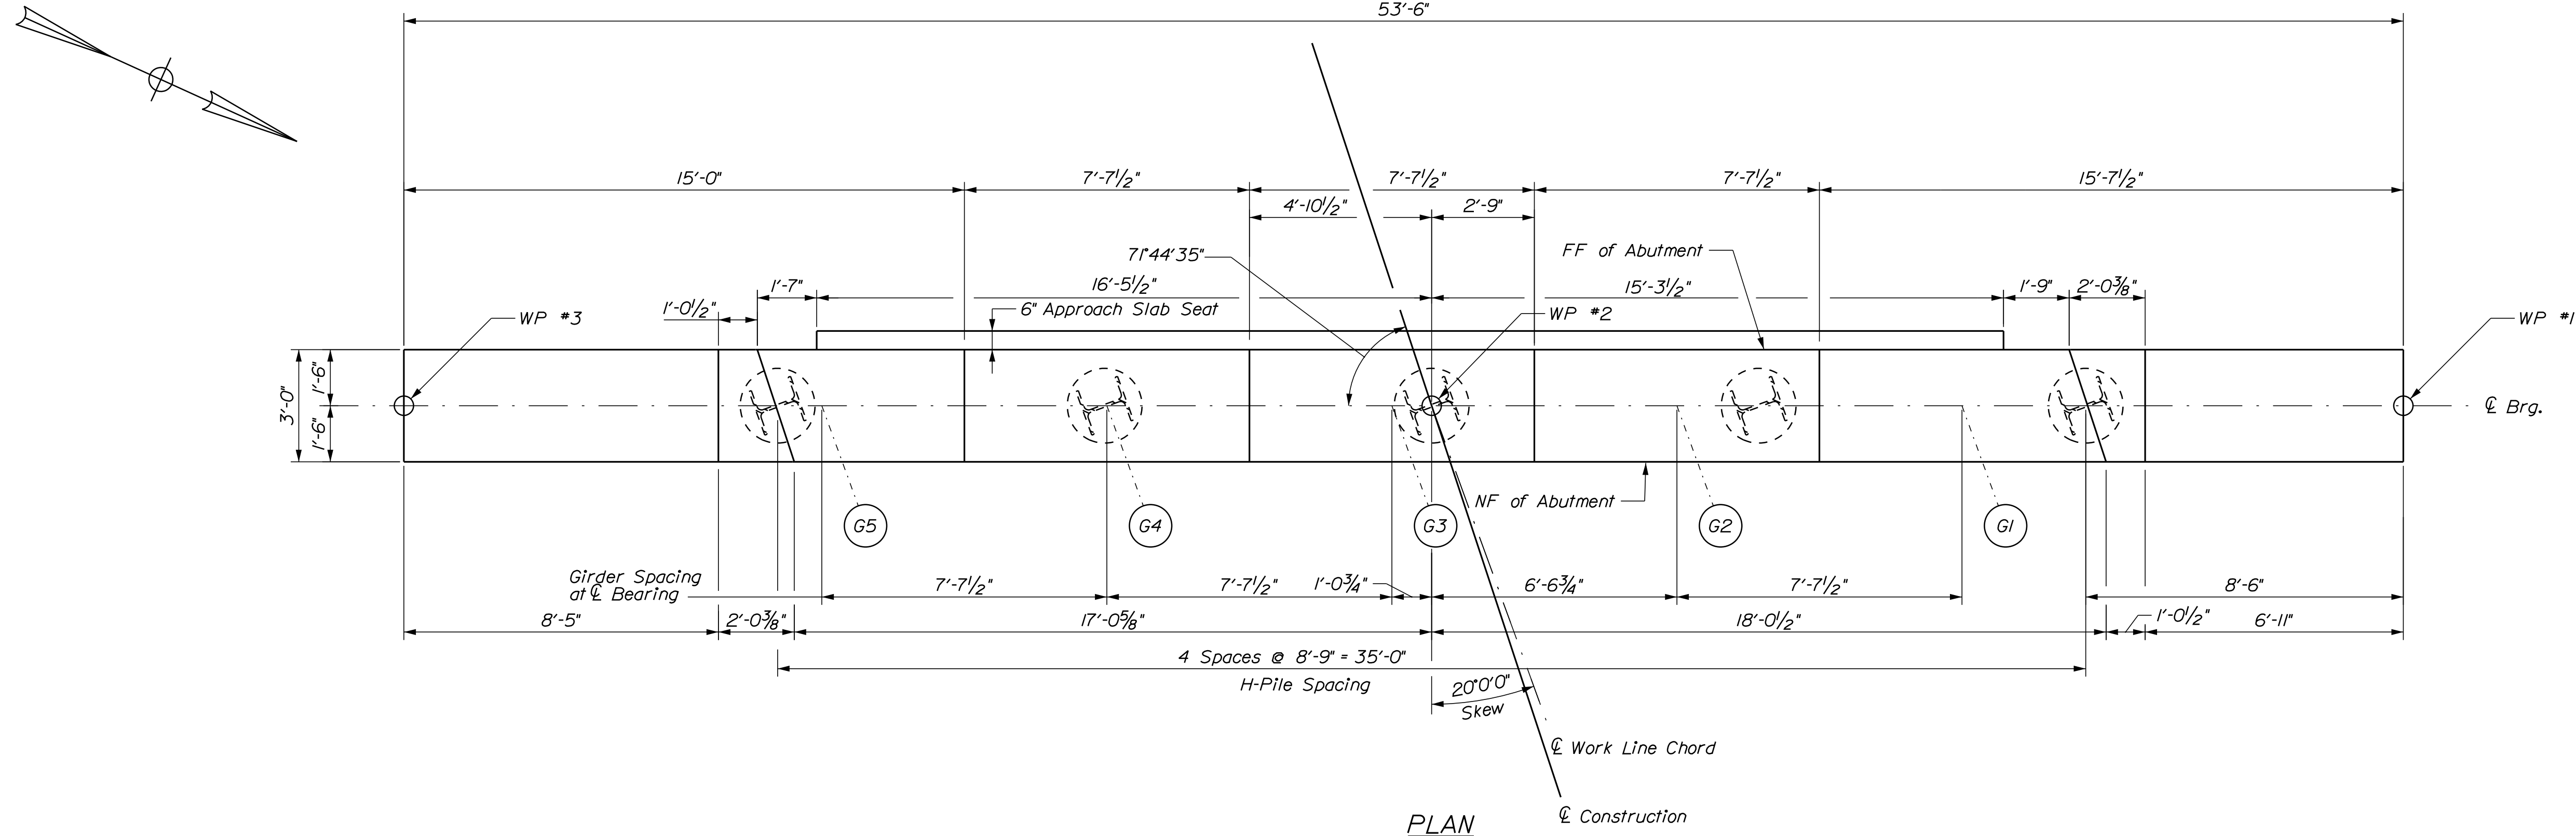 53'-6"
15'-0"
7'-7½"
7'-7½"
7'-7½"
15'-7½"
4'-10½"
2'-9"
71°44'35"
FF of Abutment
1'-7"
16'-5½"
15'-3½"
1'-9"
2'-0⅜"
1'-0½"
6" Approach Slab Seat
WP #3
WP #2
WP #1
3'-0"
1'-6"
1'-6"
℄ Brg.
NF of Abutment
G5
G4
G3
G2
G1
Girder Spacing
at ℄ Bearing
7'-7½"
7'-7½"
1'-0¾"
6'-6¾"
7'-7½"
8'-6"
8'-5"
2'-0⅜"
17'-0⅝"
18'-0½"
1'-0½"
6'-11"
4 Spaces @ 8'-9" = 35'-0"
H-Pile Spacing
20°0'0"
Skew
℄ Work Line Chord
℄ Construction
PLAN